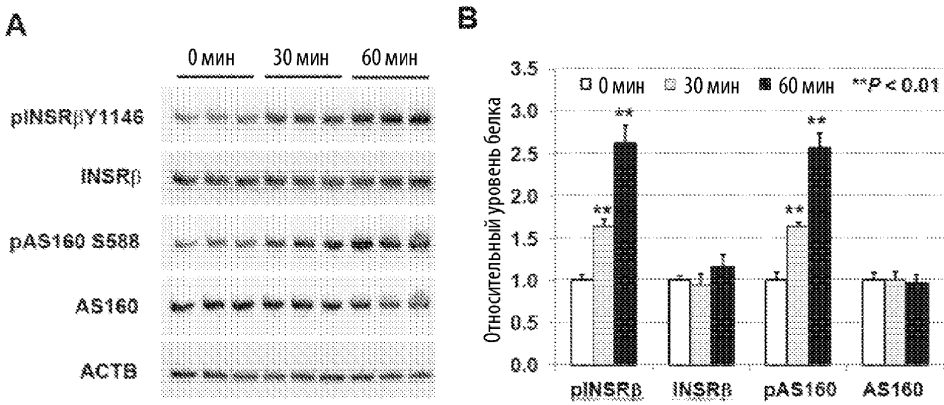 A
0 мин 30 мин 60 мин
pINSRβY1146
INSRβ
pAS160 S588
AS160
ACTB
B
Относительный уровень белка
3.5
3.0
2.5
2.0
1.5
1.0
0.5
0.0
0 мин 30 мин 60 мин **P < 0.01
** ** ** **
pINSRβ INSRβ pAS160 AS160